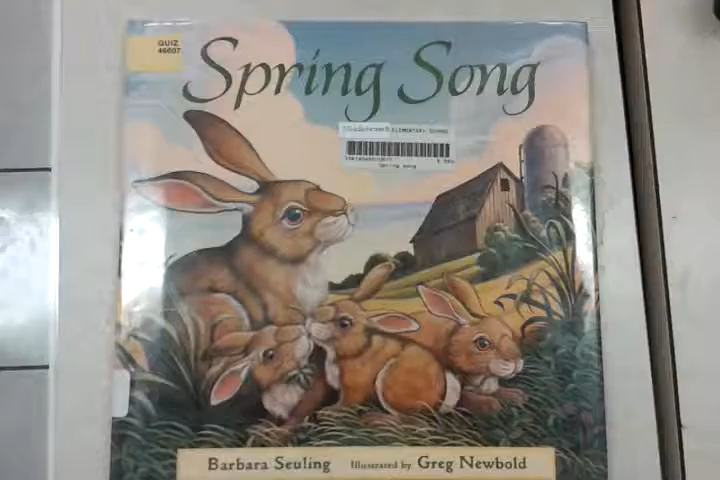 QUIZ
46607
Spring Song
ELEMENTARY SCHOOL
Spring song
Barbara Seuling Illustrated by Greg Newbold